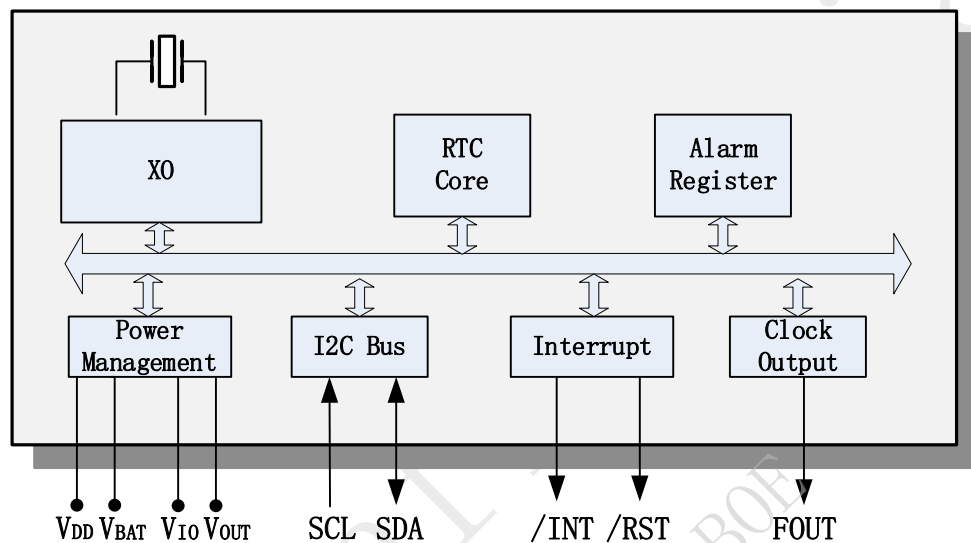 XO
RTC
Core
Alarm
Register
Power
Management
I2C Bus
Interrupt
Clock
Output
VDD VBAT VIO VOUT SCL SDA /INT /RST FOUT
BOE